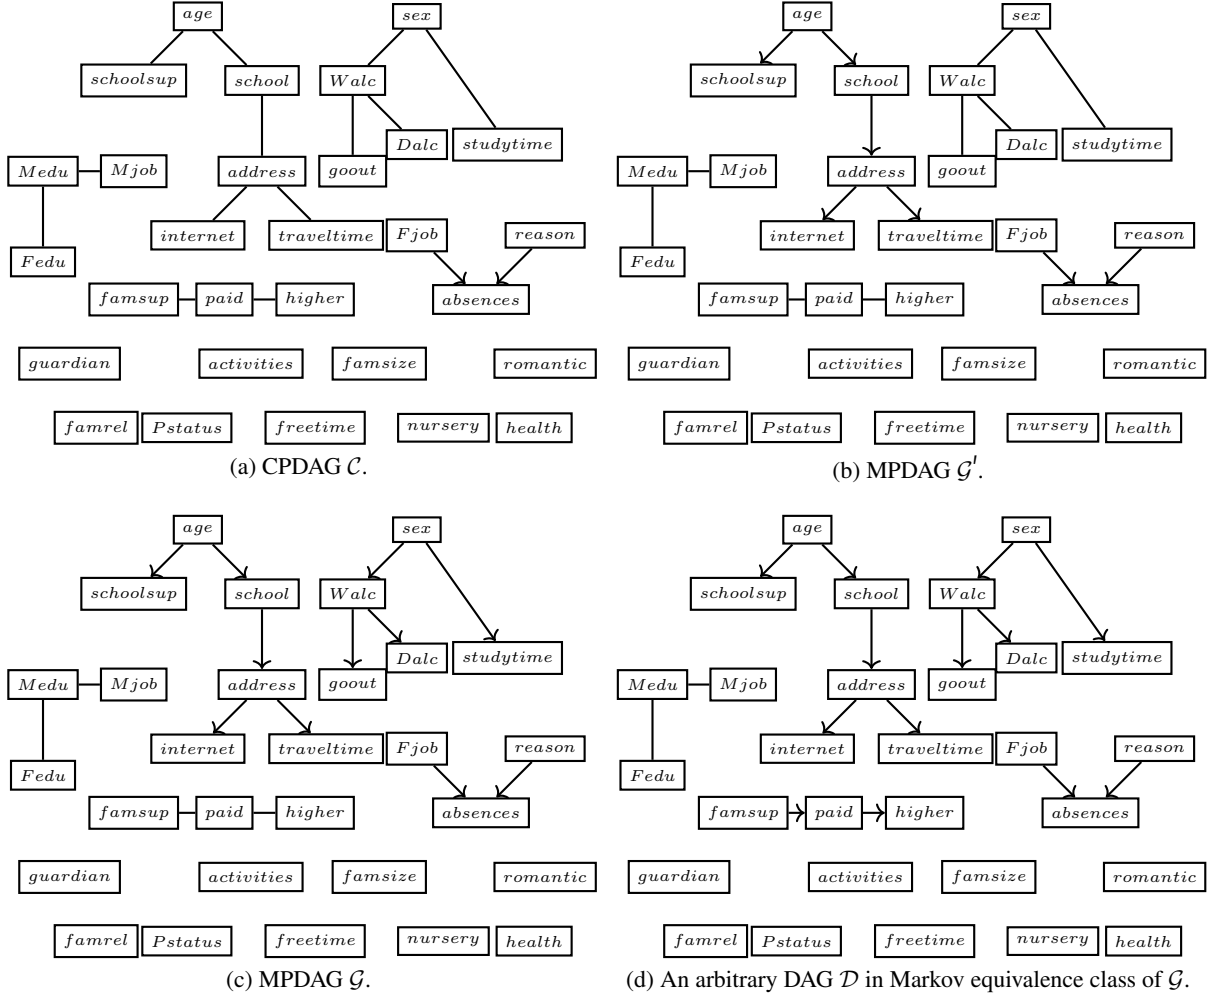 age sex age sex
schoolsup school Walc schoolsup school Walc
Dalc studytime Dalc studytime
Medu Mjob address goout Medu Mjob address goout
internet traveltime Fjob reason internet traveltime Fjob reason
Fedu Fedu
famsup paid higher absences famsup paid higher absences
guardian activities famsize romantic guardian activities famsize romantic
famrel Pstatus freetime nursery health famrel Pstatus freetime nursery health
(a) CPDAG C. (b) MPDAG G′.
age sex age sex
schoolsup school Walc schoolsup school Walc
Dalc studytime Dalc studytime
Medu Mjob address goout Medu Mjob address goout
internet traveltime Fjob reason internet traveltime Fjob reason
Fedu Fedu
famsup paid higher absences famsup paid higher absences
guardian activities famsize romantic guardian activities famsize romantic
famrel Pstatus freetime nursery health famrel Pstatus freetime nursery health
(c) MPDAG G. (d) An arbitrary DAG D in Markov equivalence class of G.